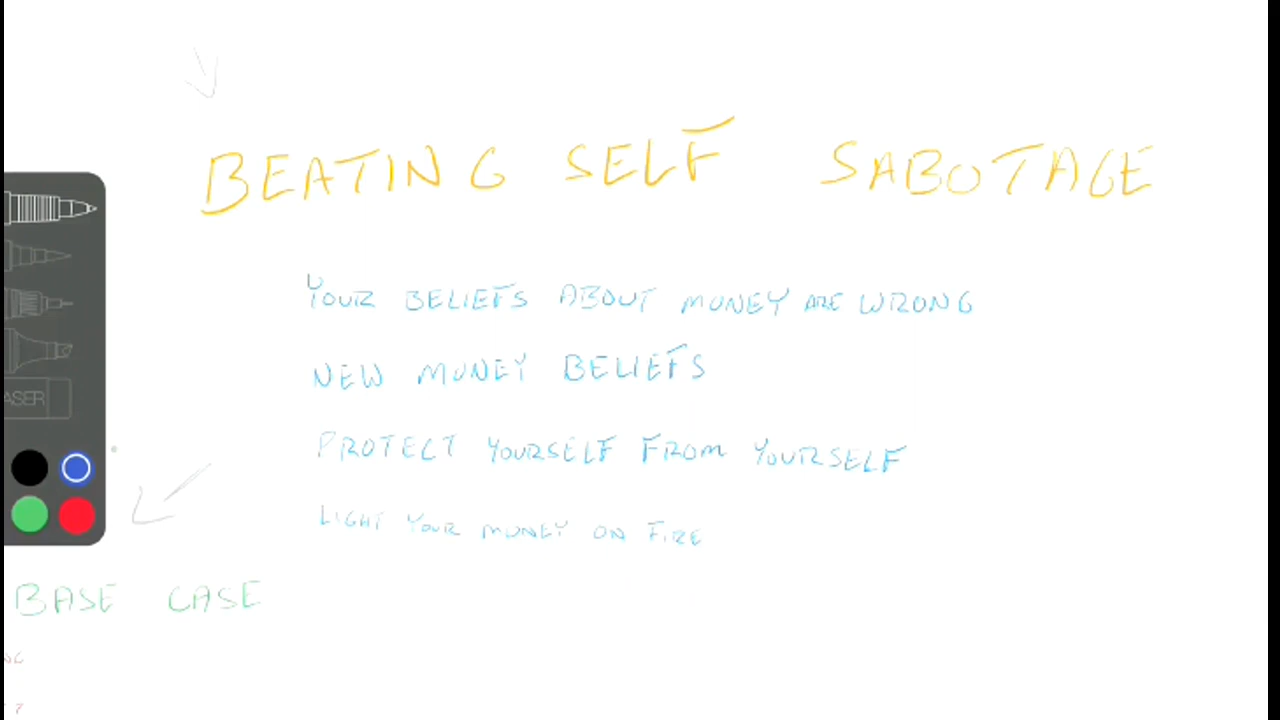 BEATING SELF SABOTAGE
YOUR BELIEFS ABOUT MONEY ARE WRONG
NEW MONEY BELIEFS
PROTECT YOURSELF FROM YOURSELF
ASER
LIGHT YOUR MONEY ON FIRE
BASE CASE